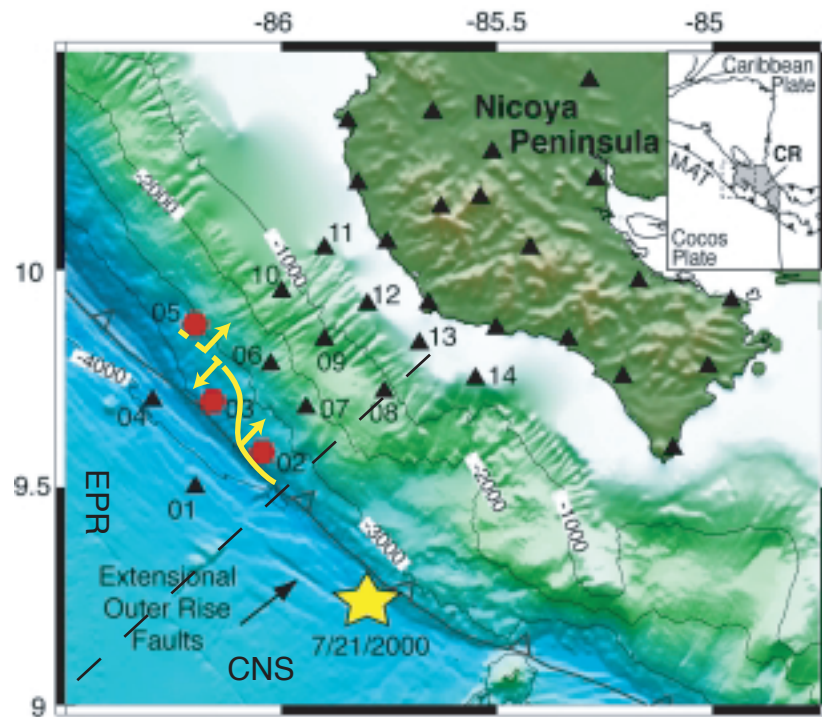 -86
-85.5
-85
Nicoya
Peninsula
Caribbean
Plate
CR
MAT
Cocos
Plate
-2000
-1000
11
10
10
12
05
13
06
09
-4000
14
04
03
07
08
02
9.5
01
EPR
-2000
-1000
-3000
Extensional
Outer Rise
Faults
7/21/2000
CNS
9